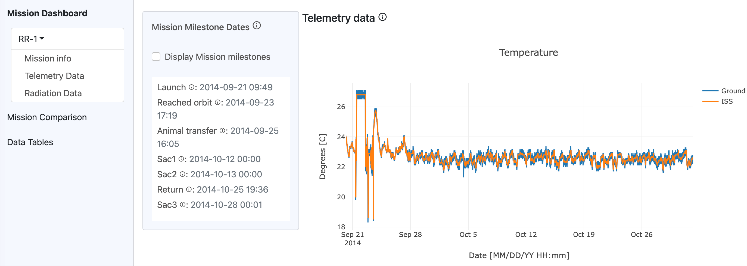 Mission Dashboard
RR-1
Mission info
Telemetry Data
Radiation Data
Mission Comparison
Data Tables
Mission Milestone Dates
Display Mission milestones
Launch : 2014-09-21 09:49
Reached orbit : 2014-09-23
17:19
Animal transfer : 2014-09-25
16:05
Sac1 : 2014-10-12 00:00
Sac2 : 2014-10-13 00:00
Return : 2014-10-25 19:36
Sac3 : 2014-10-28 00:01
Telemetry data
Temperature
Ground
ISS
Degrees [C]
26
24
22
20
18
Sep 21
2014
Sep 28
Oct 5
Oct 12
Oct 19
Oct 26
Date [MM/DD/YY HH:mm]